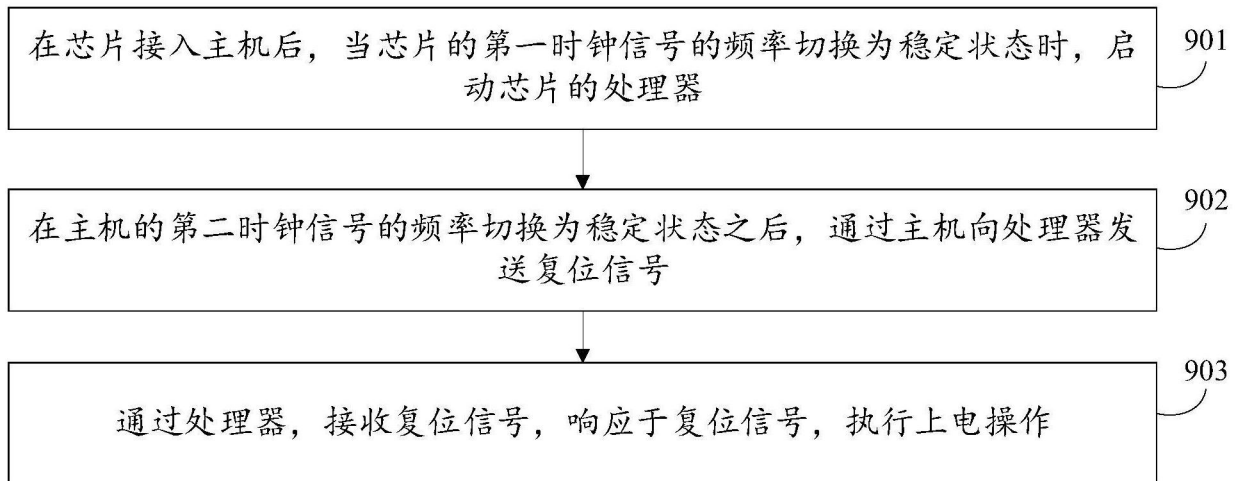 在芯片接入主机后，当芯片的第一时钟信号的频率切换为稳定状态时，启
动芯片的处理器
901
在主机的第二时钟信号的频率切换为稳定状态之后，通过主机向处理器发
送复位信号
902
通过处理器，接收复位信号，响应于复位信号，执行上电操作
903